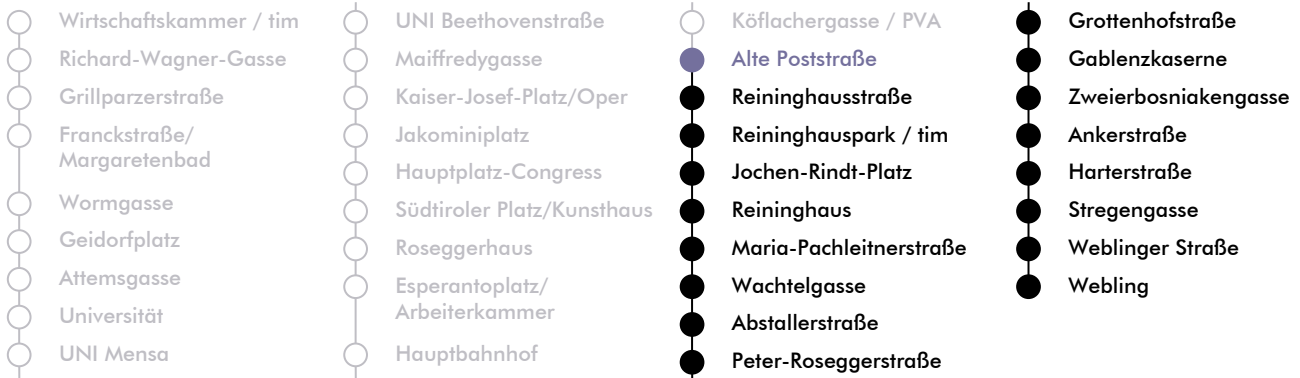 Wirtschaftskammer / tim
Richard-Wagner-Gasse
Grillparzerstraße
Franckstraße/
Margaretenbad
Wormgasse
Geidorfplatz
Attemsgasse
Universität
UNI Mensa
UNI Beethovenstraße
Maiffredygasse
Kaiser-Josef-Platz/Oper
Jakominiplatz
Hauptplatz-Congress
Südtiroler Platz/Kunsthaus
Roseggerhaus
Esperantoplatz/
Arbeiterkammer
Hauptbahnhof
Köflachergasse / PVA
Alte Poststraße
Reininghausstraße
Reininghauspark / tim
Jochen-Rindt-Platz
Reininghaus
Maria-Pachleitnerstraße
Wachtelgasse
Abstallerstraße
Peter-Roseggerstraße
Grottenhofstraße
Gablenzkaserne
Zweierbosniakengasse
Ankerstraße
Harterstraße
Stregengasse
Weblinger Straße
Webling